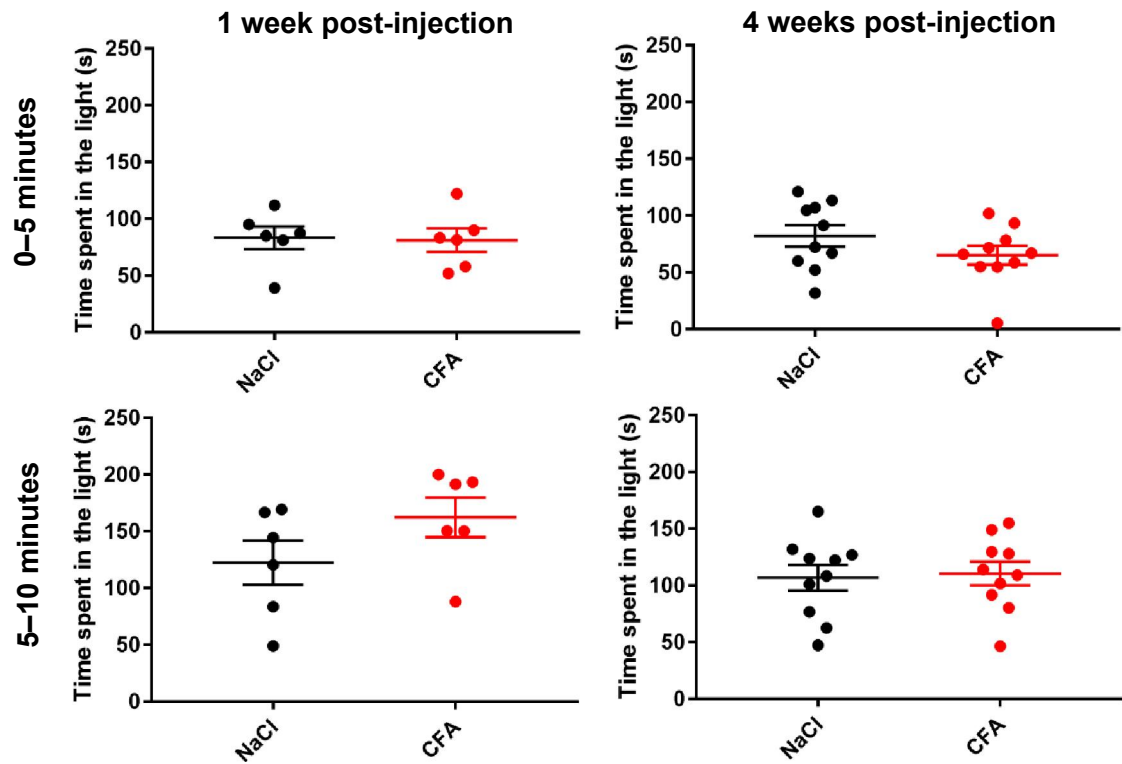 1 week post-injection
4 weeks post-injection
0–5 minutes
Time spent in the light (s)
250
200
150
100
50
0
NaCl
CFA
Time spent in the light (s)
250
200
150
100
50
0
NaCl
CFA
5–10 minutes
Time spent in the light (s)
250
200
150
100
50
0
NaCl
CFA
Time spent in the light (s)
250
200
150
100
50
0
NaCl
CFA